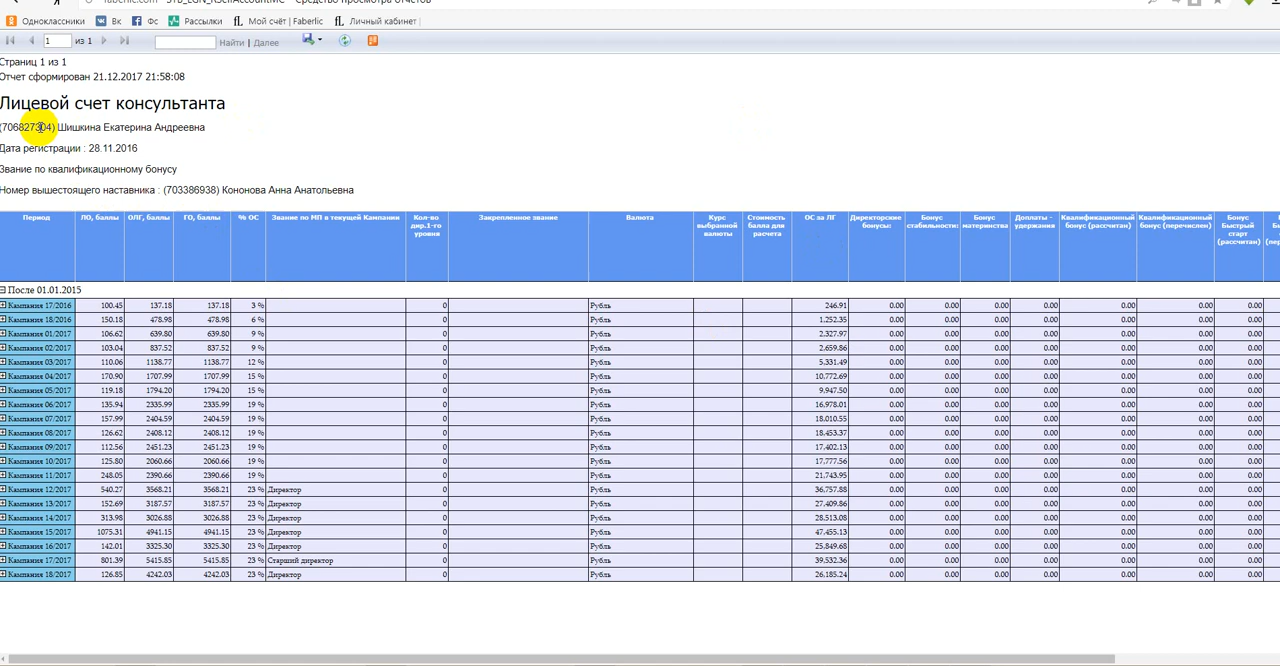 Одноклассники Вк Фс Рассылки Мой счёт | Faberlic Личный кабинет
1 из 1 Найти | Далее
Страниц 1 из 1
Отчет сформирован 21.12.2017 21:58:08
Лицевой счет консультанта
(706827304) Шишкина Екатерина Андреевна
Дата регистрации : 28.11.2016
Звание по квалификационному бонусу
Номер вышестоящего наставника : (703386938) Кононова Анна Анатольевна
Период ЛО, баллы ОЛГ, баллы ГО, баллы % ОС Звание по МП в текущей Кампании Кол-во дир.1-го уровня Закрепленное звание Валюта Курс выбранной валюты Стоимость балла для расчета ОС за ЛГ Директорские бонусы: Бонус стабильности: Бонус материнства Доплаты - удержания Квалификационный бонус (рассчитан) Квалификационный бонус (перечислен) Бонус Быстрый старт (рассчитан)
После 01.01.2015
Кампания 17/2016 100.45 137.18 137.18 3 % 0 Рубль 246.91 0.00 0.00 0.00 0.00 0.00 0.00 0.00
Кампания 18/2016 150.18 478.98 478.98 6 % 0 Рубль 1.252.35 0.00 0.00 0.00 0.00 0.00 0.00 0.00
Кампания 01/2017 106.62 639.80 639.80 9 % 0 Рубль 2.327.97 0.00 0.00 0.00 0.00 0.00 0.00 0.00
Кампания 02/2017 103.04 837.52 837.52 9 % 0 Рубль 2.659.86 0.00 0.00 0.00 0.00 0.00 0.00 0.00
Кампания 03/2017 110.06 1138.77 1138.77 12 % 0 Рубль 5.331.49 0.00 0.00 0.00 0.00 0.00 0.00 0.00
Кампания 04/2017 170.90 1707.99 1707.99 15 % 0 Рубль 10,772.69 0.00 0.00 0.00 0.00 0.00 0.00 0.00
Кампания 05/2017 119.18 1794.20 1794.20 15 % 0 Рубль 9,947.50 0.00 0.00 0.00 0.00 0.00 0.00 0.00
Кампания 06/2017 135.94 2335.99 2335.99 19 % 0 Рубль 16,978.01 0.00 0.00 0.00 0.00 0.00 0.00 0.00
Кампания 07/2017 157.99 2404.59 2404.59 19 % 0 Рубль 18.010.55 0.00 0.00 0.00 0.00 0.00 0.00 0.00
Кампания 08/2017 126.62 2408.12 2408.12 19 % 0 Рубль 18.453.37 0.00 0.00 0.00 0.00 0.00 0.00 0.00
Кампания 09/2017 112.56 2451.23 2451.23 19 % 0 Рубль 17.402.13 0.00 0.00 0.00 0.00 0.00 0.00 0.00
Кампания 10/2017 125.80 2060.66 2060.66 19 % 0 Рубль 17,777.56 0.00 0.00 0.00 0.00 0.00 0.00 0.00
Кампания 11/2017 248.05 2390.66 2390.66 19 % 0 Рубль 21,743.95 0.00 0.00 0.00 0.00 0.00 0.00 0.00
Кампания 12/2017 540.27 3568.21 3568.21 23 % Директор 0 Рубль 36,757.88 0.00 0.00 0.00 0.00 0.00 0.00 0.00
Кампания 13/2017 152.69 3187.57 3187.57 23 % Директор 0 Рубль 27.409.86 0.00 0.00 0.00 0.00 0.00 0.00 0.00
Кампания 14/2017 313.98 3026.88 3026.88 23 % Директор 0 Рубль 28.513.08 0.00 0.00 0.00 0.00 0.00 0.00 0.00
Кампания 15/2017 1075.31 4941.15 4941.15 23 % Директор 0 Рубль 47.455.13 0.00 0.00 0.00 0.00 0.00 0.00 0.00
Кампания 16/2017 142.01 3325.30 3325.30 23 % Директор 0 Рубль 25.849.68 0.00 0.00 0.00 0.00 0.00 0.00 0.00
Кампания 17/2017 801.39 5415.85 5415.85 23 % Старший директор 0 Рубль 39,532.36 0.00 0.00 0.00 0.00 0.00 0.00 0.00
Кампания 18/2017 126.85 4242.03 4242.03 23 % Директор 0 Рубль 26,185.24 0.00 0.00 0.00 0.00 0.00 0.00 0.00